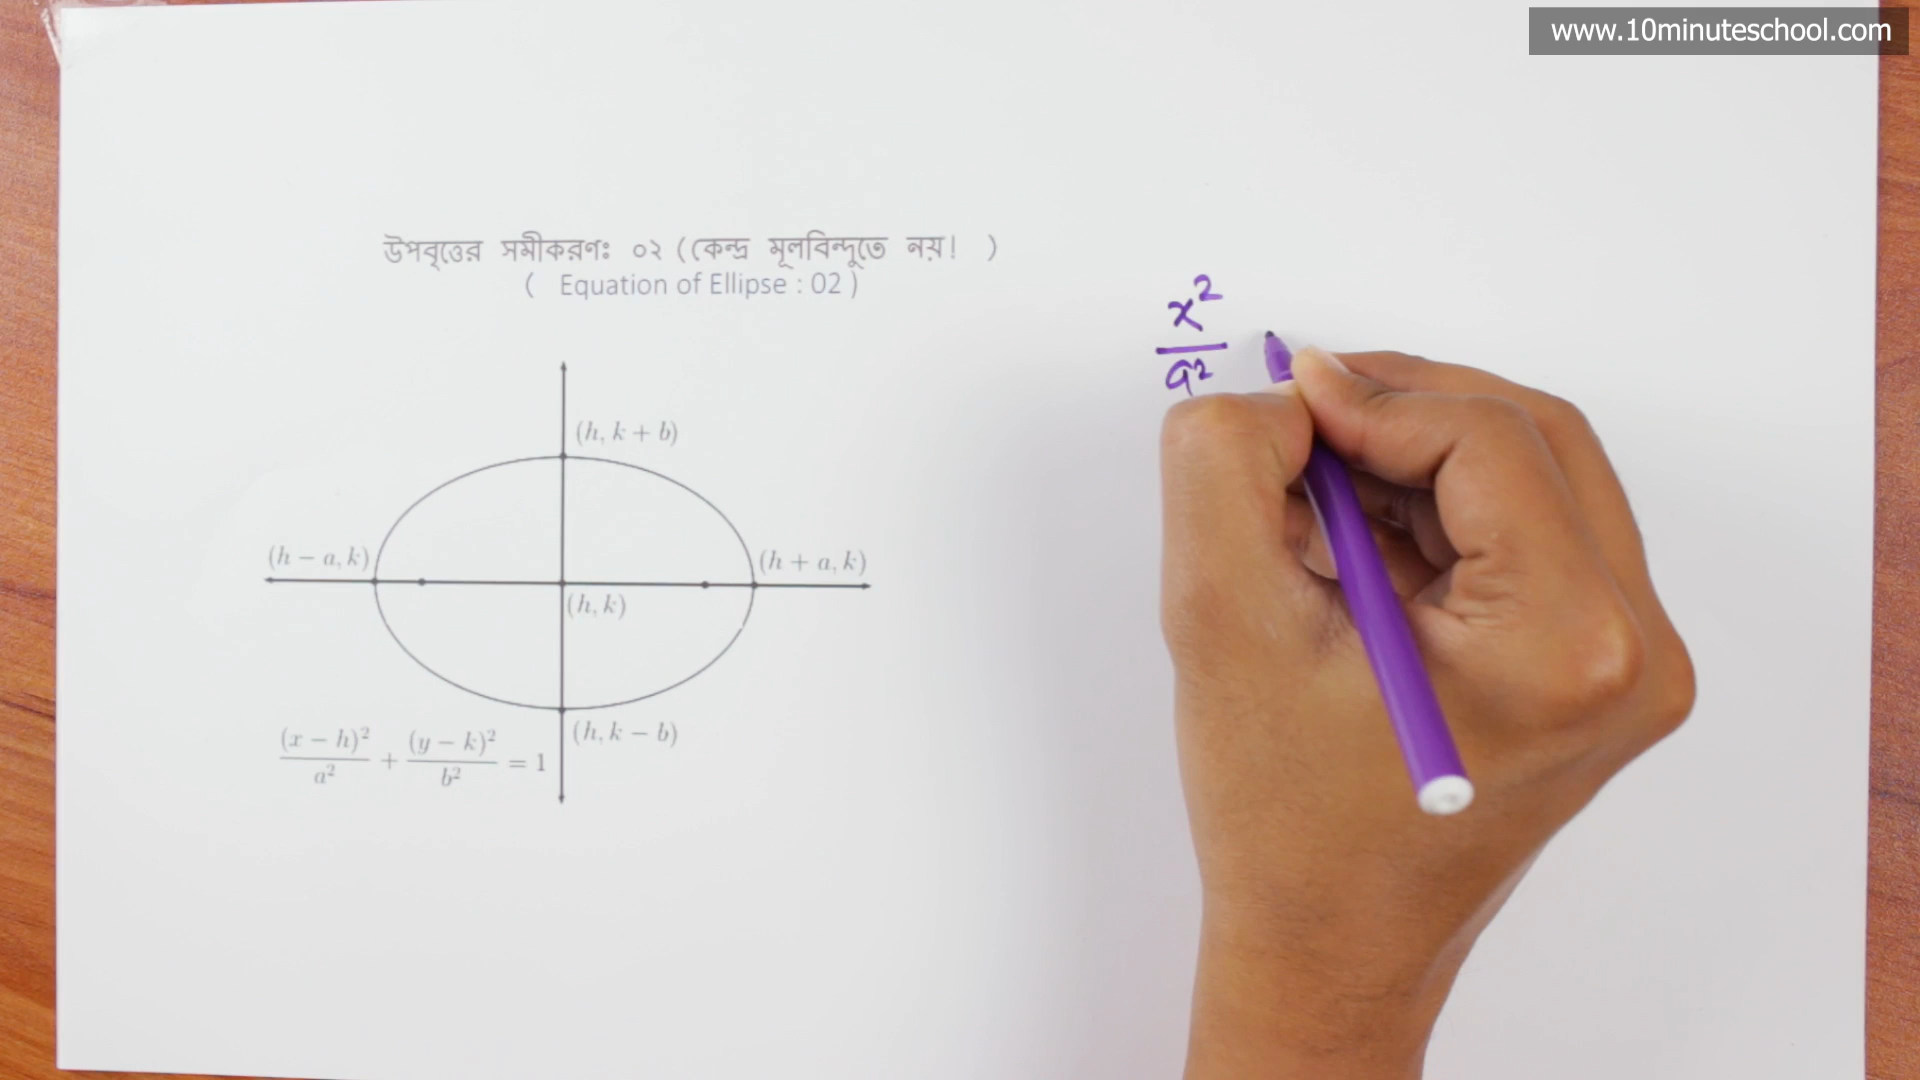 www.10minuteschool.com
উপবৃত্তের সমীকরণঃ ০২ (কেন্দ্র মূলবিন্দুতে নয়! )
( Equation of Ellipse : 02 )
x²
a²
(h, k + b)
(h − a, k)
(h + a, k)
(h, k)
(h, k − b)
(x − h)²/a² + (y − k)²/b² = 1